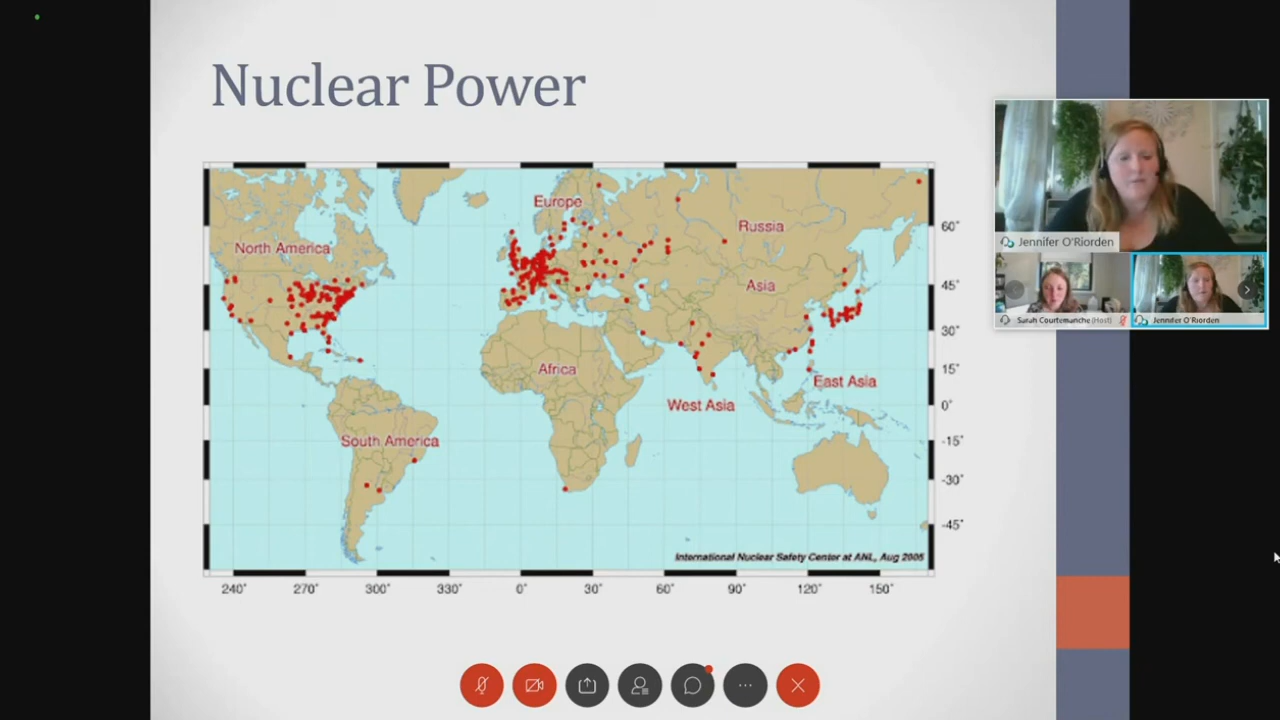 Nuclear Power
Europe
Russia
North America
Asia
Africa
East Asia
West Asia
South America
International Nuclear Safety Center at ANL, Aug 2005
60°
45°
30°
15°
0°
-15°
-30°
-45°
240° 270° 300° 330° 0° 30° 60° 90° 120° 150°
Jennifer O'Riorden
Sarah Courtemanche (Host)
Jennifer O'Riorden